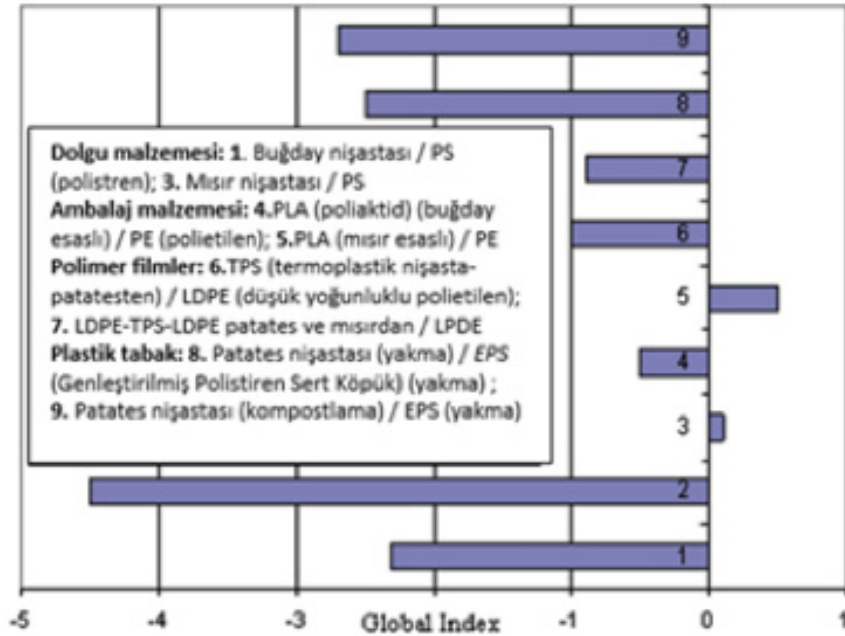 9
8
Dolgu malzemesi: 1. Buğday nişastası / PS
(polistren); 3. Mısır nişastası / PS
Ambalaj malzemesi: 4.PLA (poliaktid) (buğday
esaslı) / PE (polietilen); 5.PLA (mısır esaslı) / PE
Polimer filmler: 6.TPS (termoplastik nişasta-
patatesten) / LDPE (düşük yoğunluklu polietilen);
7. LDPE-TPS-LDPE patates ve mısırdan / LPDE
Plastik tabak: 8. Patates nişastası (yakma) / EPS
(Genleştirilmiş Polistiren Sert Köpük) (yakma) ;
9. Patates nişastası (kompostlama) / EPS (yakma)
7
6
5
4
3
2
1
-5 -4 -3 -1 0 1
Global Index